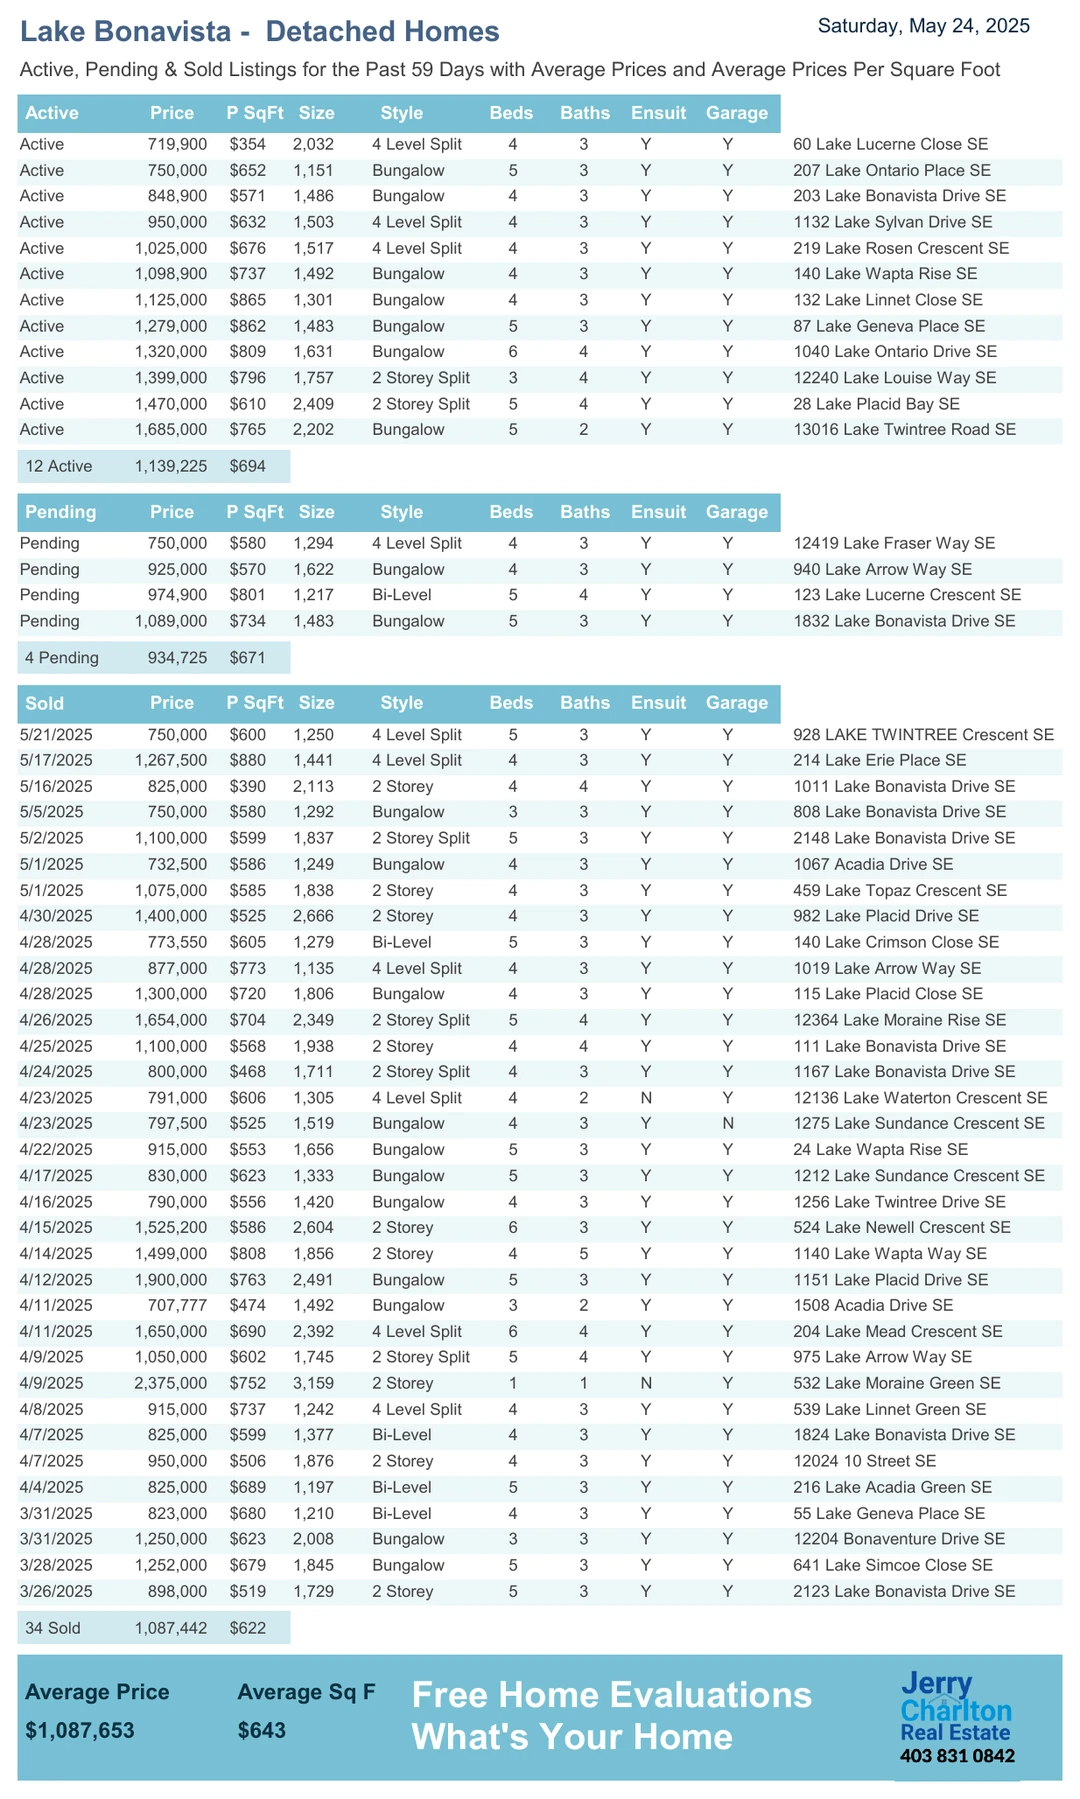 Lake Bonavista -  Detached Homes
Saturday, May 24, 2025
Active, Pending & Sold Listings for the Past 59 Days with Average Prices and Average Prices Per Square Foot
Active Price P SqFt Size Style Beds Baths Ensuit Garage
Active 719,900 $354 2,032 4 Level Split 4 3 Y Y 60 Lake Lucerne Close SE
Active 750,000 $652 1,151 Bungalow 5 3 Y Y 207 Lake Ontario Place SE
Active 848,900 $571 1,486 Bungalow 4 3 Y Y 203 Lake Bonavista Drive SE
Active 950,000 $632 1,503 4 Level Split 4 3 Y Y 1132 Lake Sylvan Drive SE
Active 1,025,000 $676 1,517 4 Level Split 4 3 Y Y 219 Lake Rosen Crescent SE
Active 1,098,900 $737 1,492 Bungalow 4 3 Y Y 140 Lake Wapta Rise SE
Active 1,125,000 $865 1,301 Bungalow 4 3 Y Y 132 Lake Linnet Close SE
Active 1,279,000 $862 1,483 Bungalow 5 3 Y Y 87 Lake Geneva Place SE
Active 1,320,000 $809 1,631 Bungalow 6 4 Y Y 1040 Lake Ontario Drive SE
Active 1,399,000 $796 1,757 2 Storey Split 3 4 Y Y 12240 Lake Louise Way SE
Active 1,470,000 $610 2,409 2 Storey Split 5 4 Y Y 28 Lake Placid Bay SE
Active 1,685,000 $765 2,202 Bungalow 5 2 Y Y 13016 Lake Twintree Road SE
12 Active 1,139,225 $694
Pending Price P SqFt Size Style Beds Baths Ensuit Garage
Pending 750,000 $580 1,294 4 Level Split 4 3 Y Y 12419 Lake Fraser Way SE
Pending 925,000 $570 1,622 Bungalow 4 3 Y Y 940 Lake Arrow Way SE
Pending 974,900 $801 1,217 Bi-Level 5 4 Y Y 123 Lake Lucerne Crescent SE
Pending 1,089,000 $734 1,483 Bungalow 5 3 Y Y 1832 Lake Bonavista Drive SE
4 Pending 934,725 $671
Sold Price P SqFt Size Style Beds Baths Ensuit Garage
5/21/2025 750,000 $600 1,250 4 Level Split 5 3 Y Y 928 LAKE TWINTREE Crescent SE
5/17/2025 1,267,500 $880 1,441 4 Level Split 4 3 Y Y 214 Lake Erie Place SE
5/16/2025 825,000 $390 2,113 2 Storey 4 4 Y Y 1011 Lake Bonavista Drive SE
5/5/2025 750,000 $580 1,292 Bungalow 3 3 Y Y 808 Lake Bonavista Drive SE
5/2/2025 1,100,000 $599 1,837 2 Storey Split 5 3 Y Y 2148 Lake Bonavista Drive SE
5/1/2025 732,500 $586 1,249 Bungalow 4 3 Y Y 1067 Acadia Drive SE
5/1/2025 1,075,000 $585 1,838 2 Storey 4 3 Y Y 459 Lake Topaz Crescent SE
4/30/2025 1,400,000 $525 2,666 2 Storey 4 3 Y Y 982 Lake Placid Drive SE
4/28/2025 773,550 $605 1,279 Bi-Level 5 3 Y Y 140 Lake Crimson Close SE
4/28/2025 877,000 $773 1,135 4 Level Split 4 3 Y Y 1019 Lake Arrow Way SE
4/28/2025 1,300,000 $720 1,806 Bungalow 4 3 Y Y 115 Lake Placid Close SE
4/26/2025 1,654,000 $704 2,349 2 Storey Split 5 4 Y Y 12364 Lake Moraine Rise SE
4/25/2025 1,100,000 $568 1,938 2 Storey 4 4 Y Y 111 Lake Bonavista Drive SE
4/24/2025 800,000 $468 1,711 2 Storey Split 4 3 Y Y 1167 Lake Bonavista Drive SE
4/23/2025 791,000 $606 1,305 4 Level Split 4 2 N Y 12136 Lake Waterton Crescent SE
4/23/2025 797,500 $525 1,519 Bungalow 4 3 Y N 1275 Lake Sundance Crescent SE
4/22/2025 915,000 $553 1,656 Bungalow 5 3 Y Y 24 Lake Wapta Rise SE
4/17/2025 830,000 $623 1,333 Bungalow 5 3 Y Y 1212 Lake Sundance Crescent SE
4/16/2025 790,000 $556 1,420 Bungalow 4 3 Y Y 1256 Lake Twintree Drive SE
4/15/2025 1,525,200 $586 2,604 2 Storey 6 3 Y Y 524 Lake Newell Crescent SE
4/14/2025 1,499,000 $808 1,856 2 Storey 4 5 Y Y 1140 Lake Wapta Way SE
4/12/2025 1,900,000 $763 2,491 Bungalow 5 3 Y Y 1151 Lake Placid Drive SE
4/11/2025 707,777 $474 1,492 Bungalow 3 2 Y Y 1508 Acadia Drive SE
4/11/2025 1,650,000 $690 2,392 4 Level Split 6 4 Y Y 204 Lake Mead Crescent SE
4/9/2025 1,050,000 $602 1,745 2 Storey Split 5 4 Y Y 975 Lake Arrow Way SE
4/9/2025 2,375,000 $752 3,159 2 Storey 1 1 N Y 532 Lake Moraine Green SE
4/8/2025 915,000 $737 1,242 4 Level Split 4 3 Y Y 539 Lake Linnet Green SE
4/7/2025 825,000 $599 1,377 Bi-Level 4 3 Y Y 1824 Lake Bonavista Drive SE
4/7/2025 950,000 $506 1,876 2 Storey 4 3 Y Y 12024 10 Street SE
4/4/2025 825,000 $689 1,197 Bi-Level 5 3 Y Y 216 Lake Acadia Green SE
3/31/2025 823,000 $680 1,210 Bi-Level 4 3 Y Y 55 Lake Geneva Place SE
3/31/2025 1,250,000 $623 2,008 Bungalow 3 3 Y Y 12204 Bonaventure Drive SE
3/28/2025 1,252,000 $679 1,845 Bungalow 5 3 Y Y 641 Lake Simcoe Close SE
3/26/2025 898,000 $519 1,729 2 Storey 5 3 Y Y 2123 Lake Bonavista Drive SE
34 Sold 1,087,442 $622
Average Price Average Sq F
$1,087,653 $643
Free Home Evaluations
What's Your Home
Jerry
Charlton
Real Estate
403 831 0842